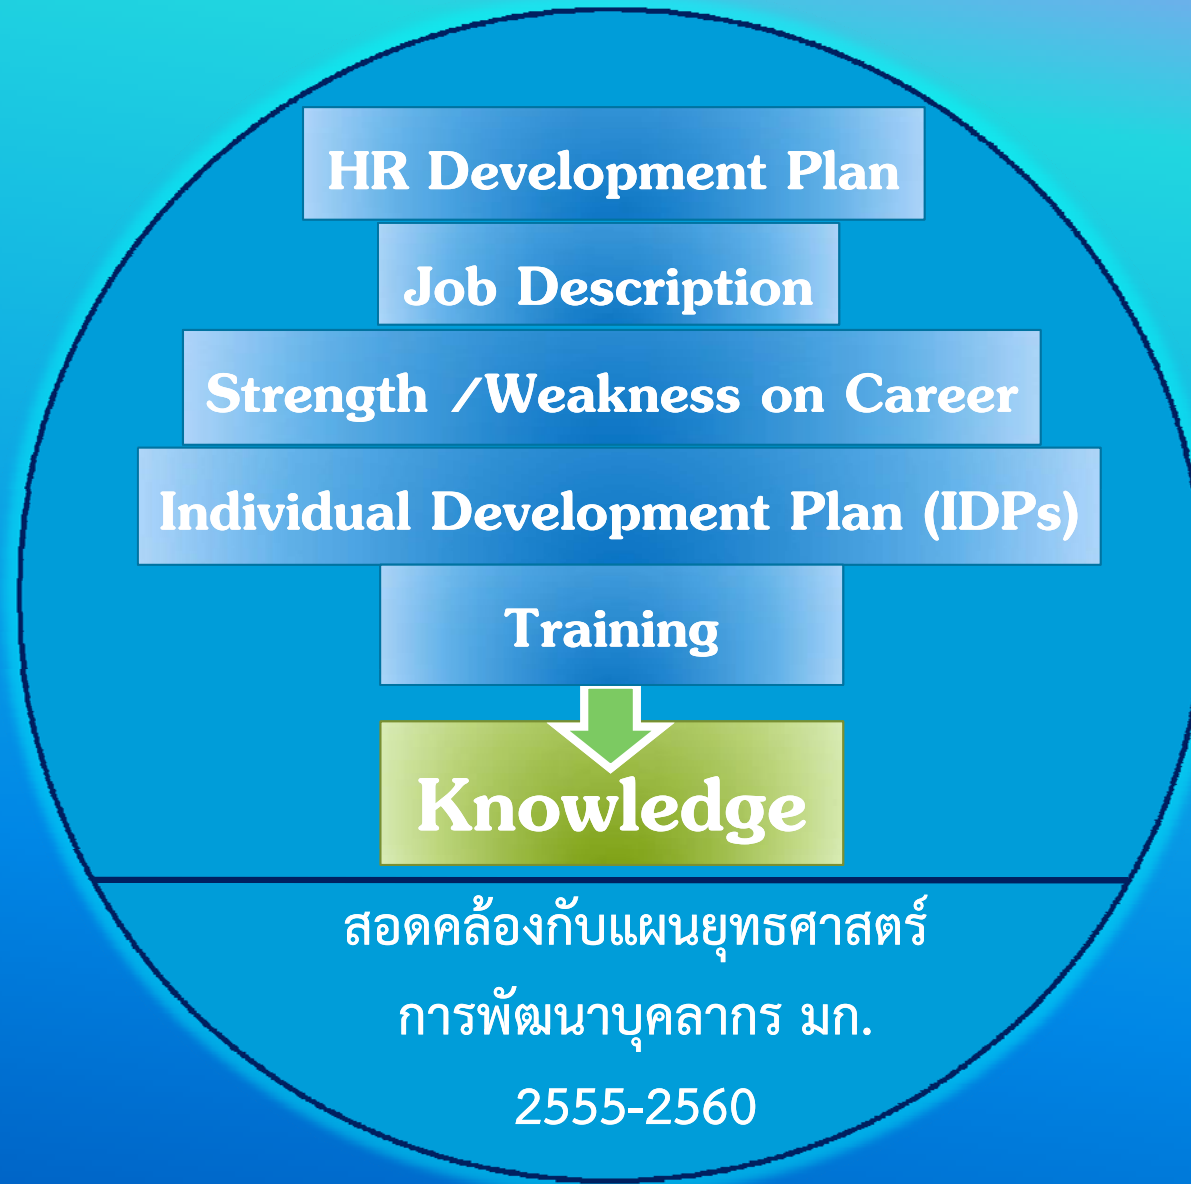 HR Development Plan
Job Description
Strength /Weakness on Career
Individual Development Plan (IDPs)
Training
Knowledge
สอดคล้องกับแผนยุทธศาสตร์
การพัฒนาบุคลากร มก.
2555-2560